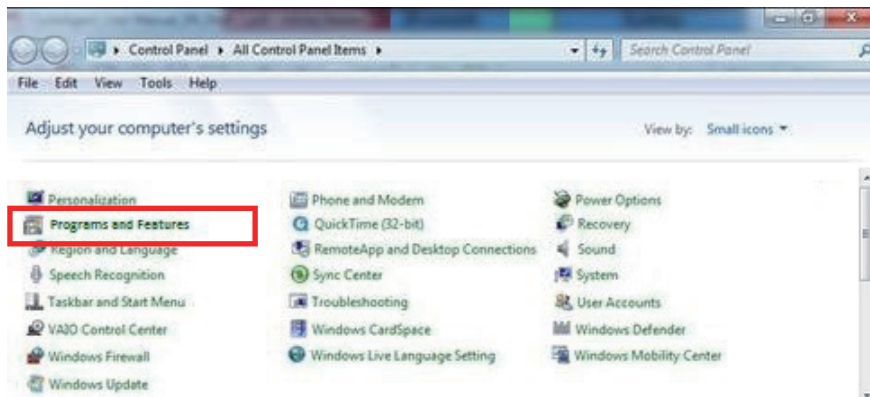 Control Panel ▸ All Control Panel Items ▸ Search Control Panel
File Edit View Tools Help
Adjust your computer's settings View by: Small icons
Personalization Phone and Modem Power Options
Programs and Features QuickTime (32-bit) Recovery
Region and Language RemoteApp and Desktop Connections Sound
Speech Recognition Sync Center System
Taskbar and Start Menu Troubleshooting User Accounts
VAIO Control Center Windows CardSpace Windows Defender
Windows Firewall Windows Live Language Setting Windows Mobility Center
Windows Update